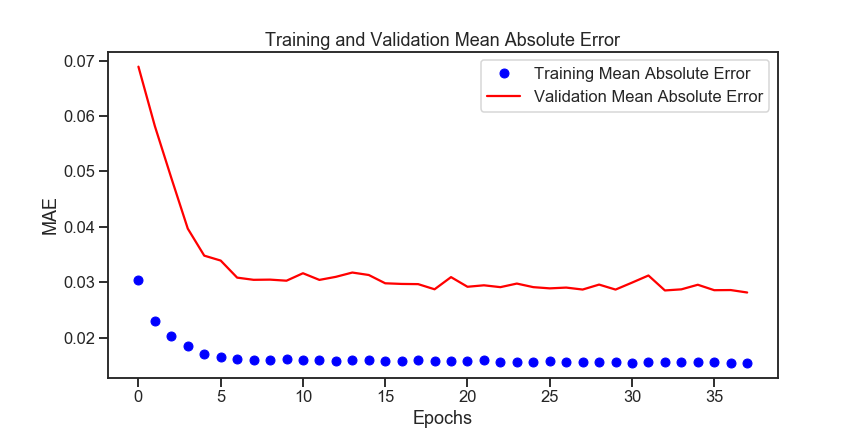 Training and Validation Mean Absolute Error
Training Mean Absolute Error
Validation Mean Absolute Error
0.07
0.06
0.05
0.04
0.03
0.02
MAE
0 5 10 15 20 25 30 35
Epochs